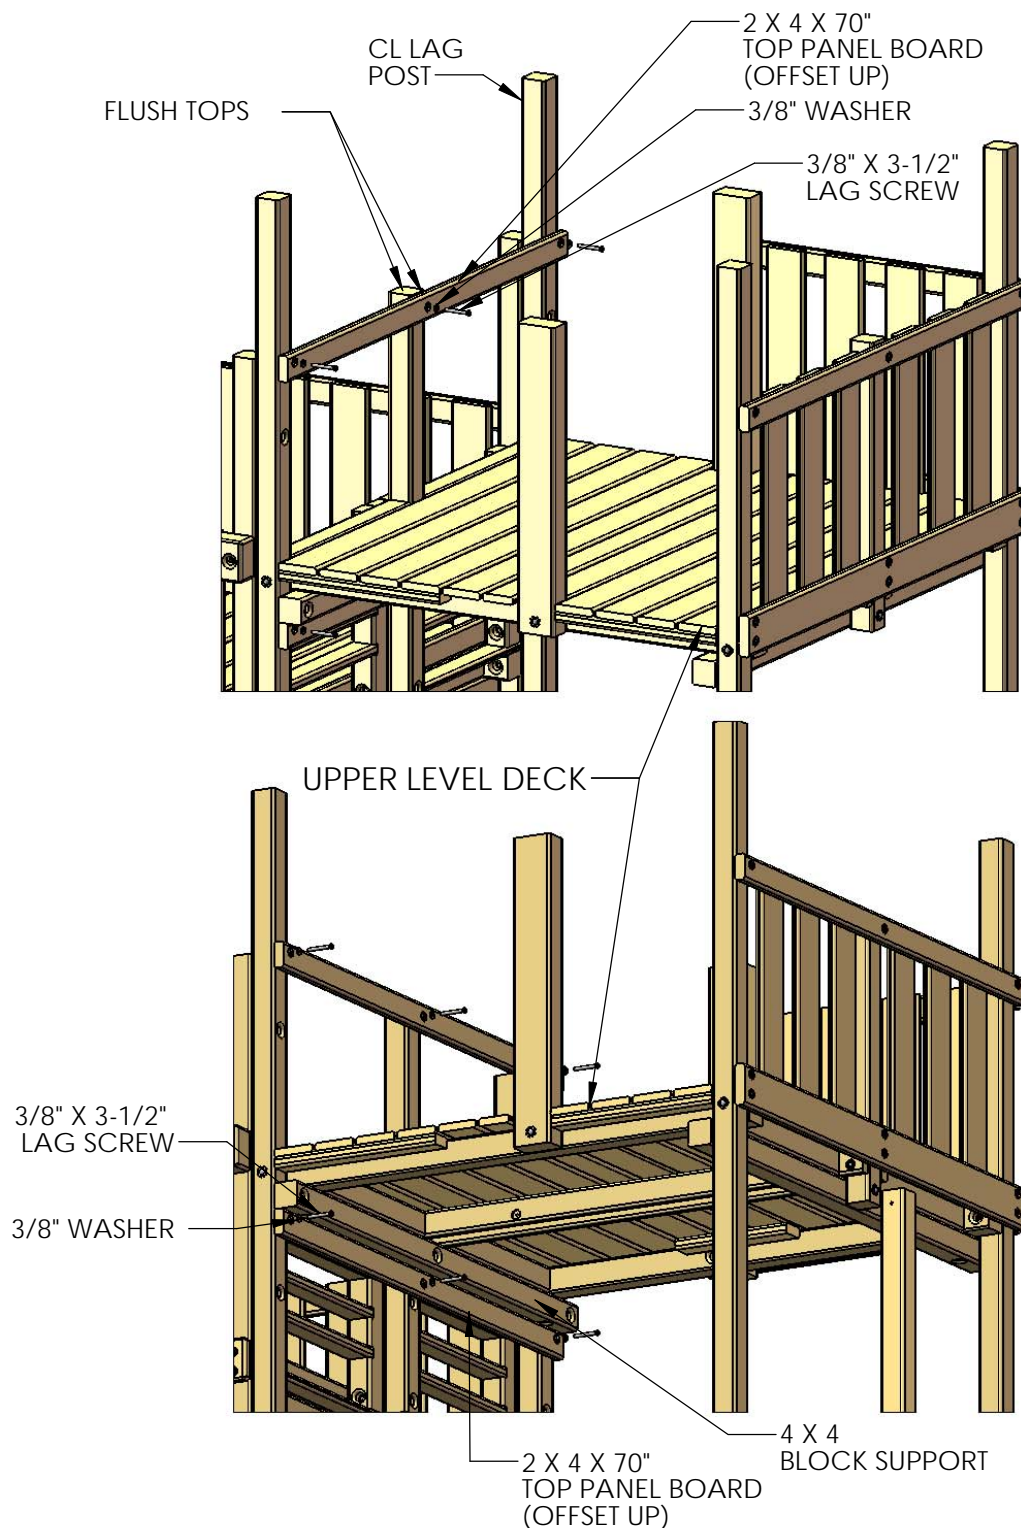 2 X 4 X 70"
TOP PANEL BOARD
(OFFSET UP)
CL LAG
POST
FLUSH TOPS
3/8" WASHER
3/8" X 3-1/2"
LAG SCREW
UPPER LEVEL DECK
3/8" X 3-1/2"
LAG SCREW
3/8" WASHER
4 X 4
BLOCK SUPPORT
2 X 4 X 70"
TOP PANEL BOARD
(OFFSET UP)